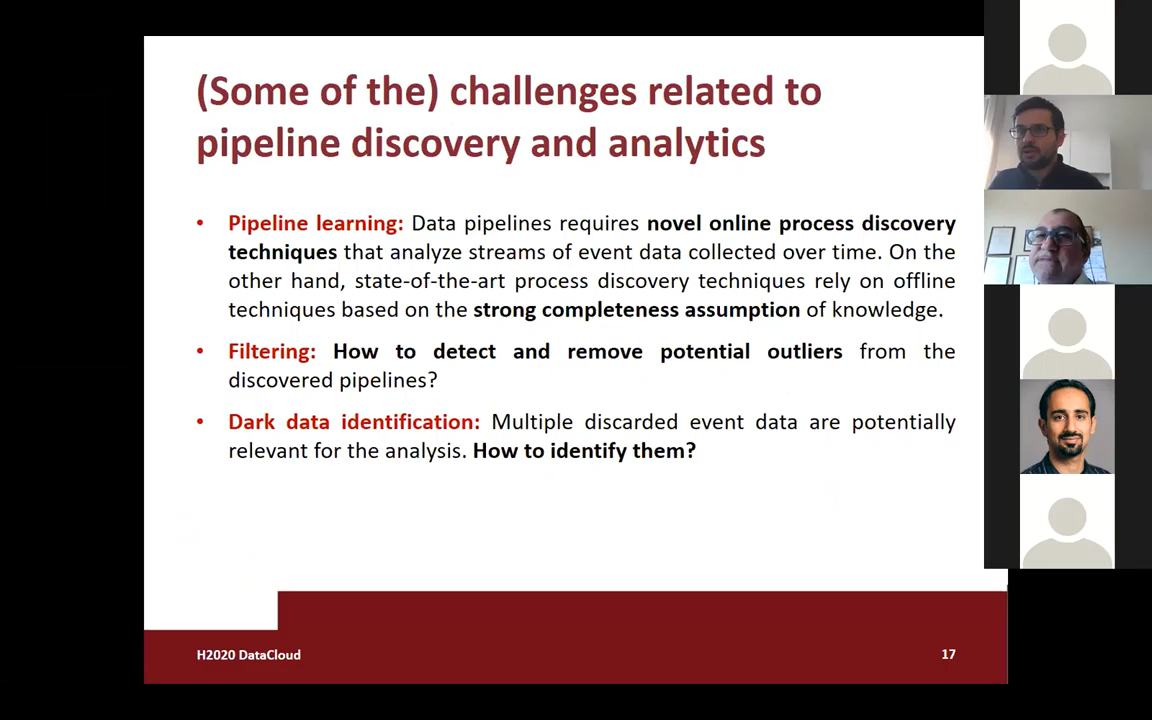 (Some of the) challenges related to
pipeline discovery and analytics
• Pipeline learning: Data pipelines requires novel online process discovery
techniques that analyze streams of event data collected over time. On the
other hand, state-of-the-art process discovery techniques rely on offline
techniques based on the strong completeness assumption of knowledge.
• Filtering: How to detect and remove potential outliers from the
discovered pipelines?
• Dark data identification: Multiple discarded event data are potentially
relevant for the analysis. How to identify them?
H2020 DataCloud
17